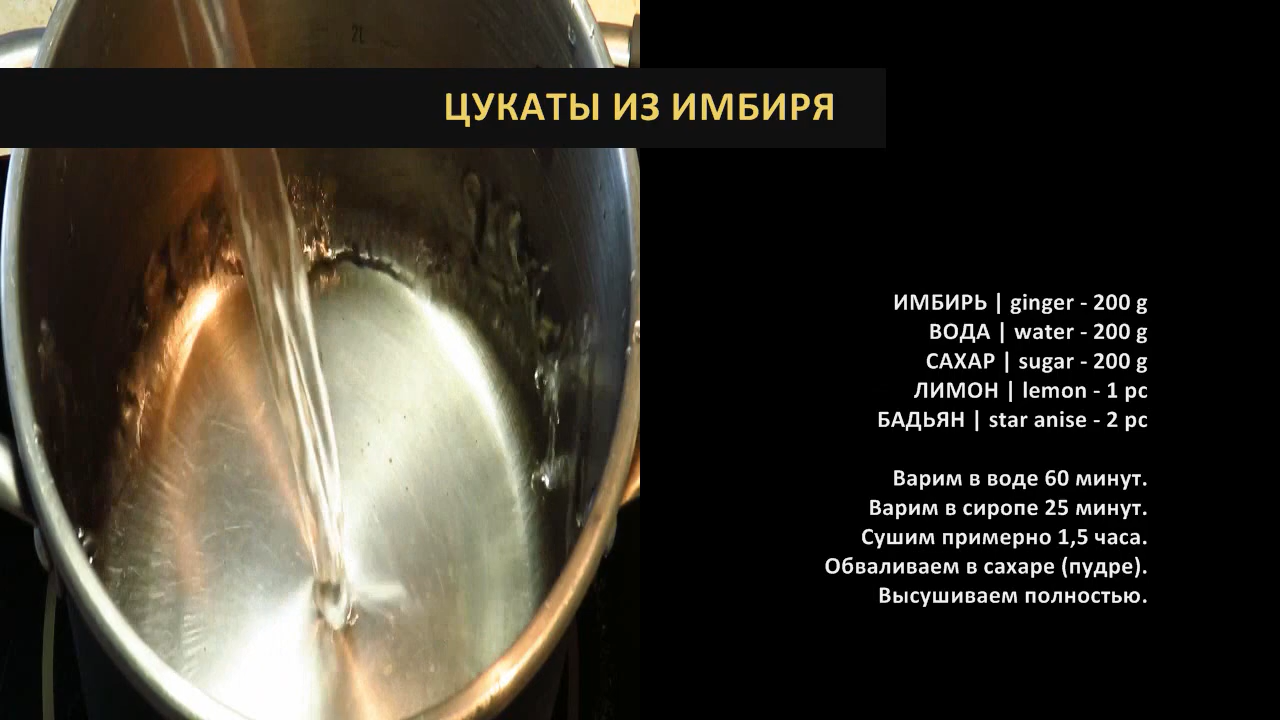 2L
ЦУКАТЫ ИЗ ИМБИРЯ
ИМБИРЬ | ginger - 200 g
ВОДА | water - 200 g
САХАР | sugar - 200 g
ЛИМОН | lemon - 1 pc
БАДЬЯН | star anise - 2 pc
Варим в воде 60 минут.
Варим в сиропе 25 минут.
Сушим примерно 1,5 часа.
Обваливаем в сахаре (пудре).
Высушиваем полностью.